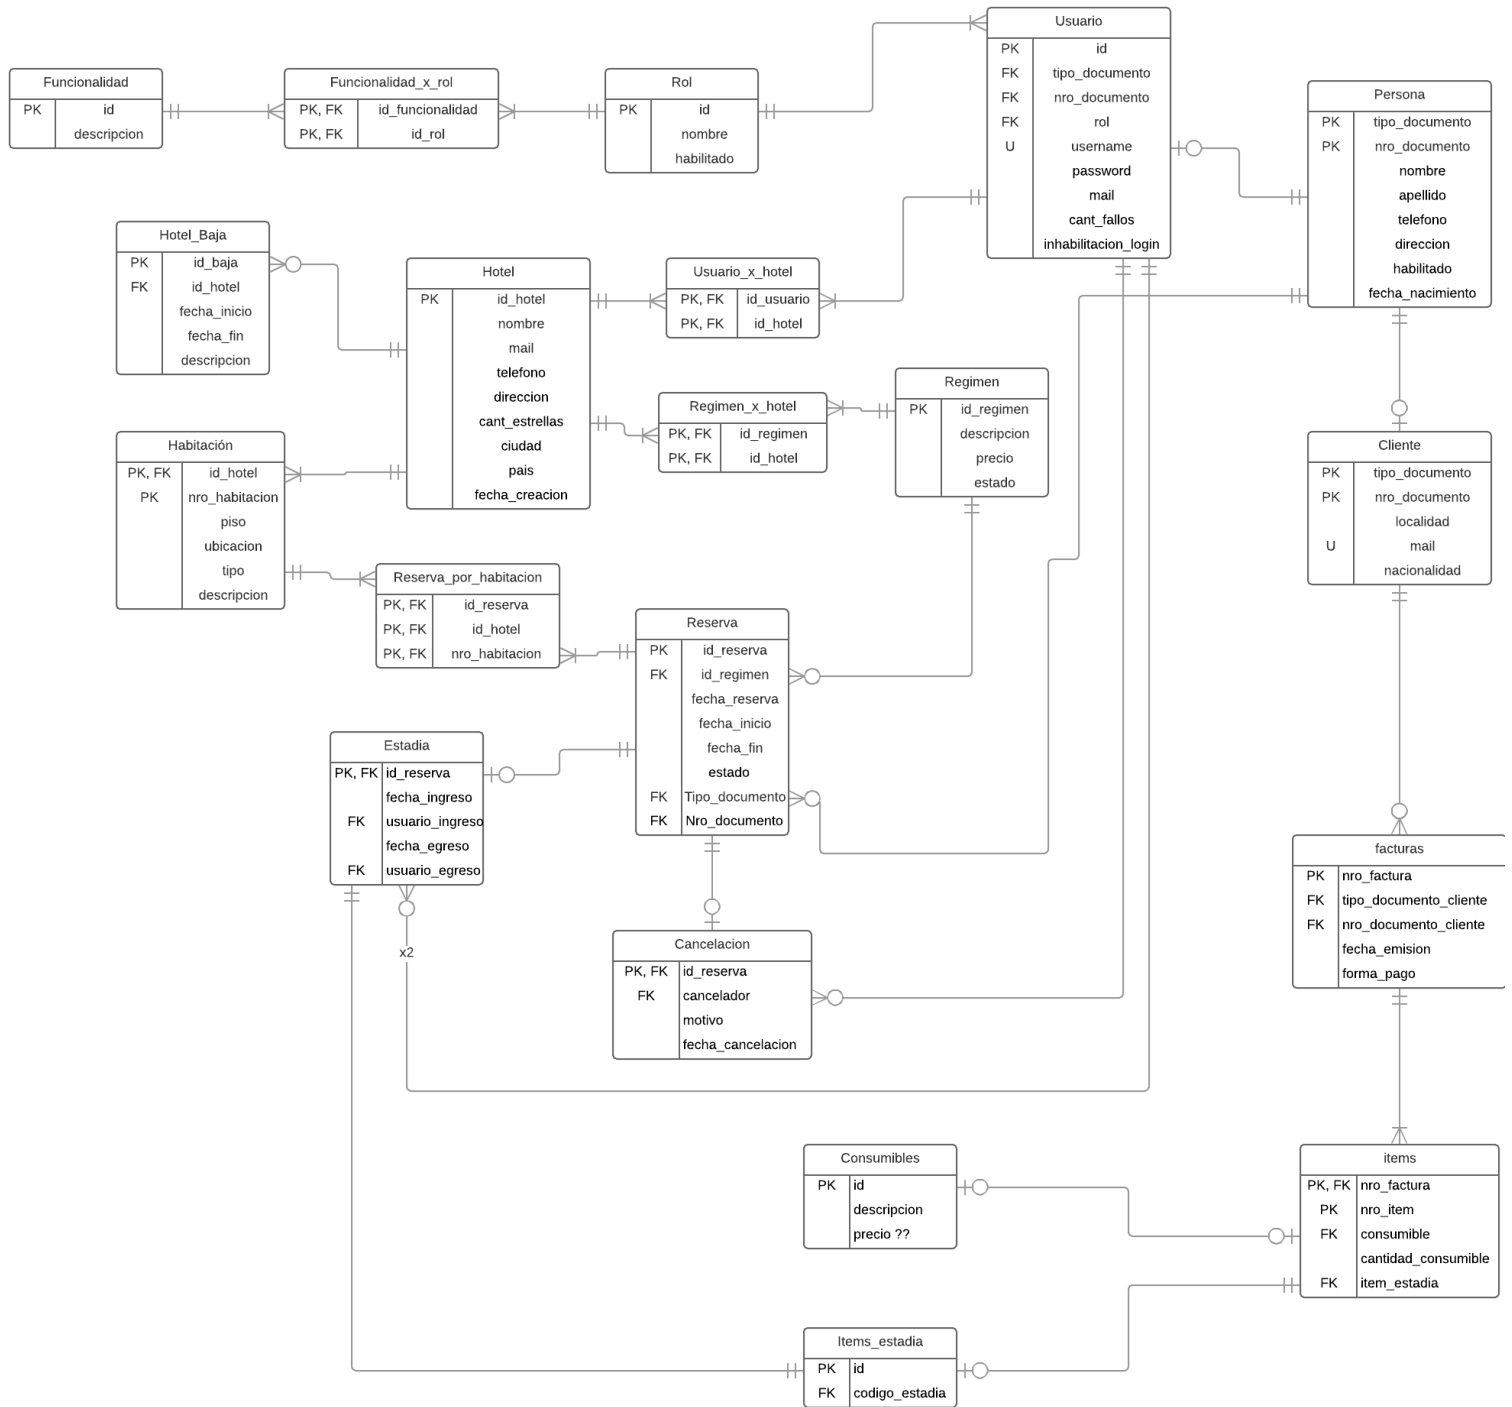 Usuario
PK id
FK tipo_documento
FK nro_documento
FK rol
U username
password
mail
cant_fallos
inhabilitacion_login
Funcionalidad
PK id
descripcion
Funcionalidad_x_rol
PK, FK id_funcionalidad
PK, FK id_rol
Rol
PK id
nombre
habilitado
Persona
PK tipo_documento
PK nro_documento
nombre
apellido
telefono
direccion
habilitado
fecha_nacimiento
Hotel_Baja
PK id_baja
FK id_hotel
fecha_inicio
fecha_fin
descripcion
Hotel
PK id_hotel
nombre
mail
telefono
direccion
cant_estrellas
ciudad
pais
fecha_creacion
Usuario_x_hotel
PK, FK id_usuario
PK, FK id_hotel
Regimen_x_hotel
PK, FK id_regimen
PK, FK id_hotel
Regimen
PK id_regimen
descripcion
precio
estado
Habitación
PK, FK id_hotel
PK nro_habitacion
piso
ubicacion
tipo
descripcion
Cliente
PK tipo_documento
PK nro_documento
localidad
U mail
nacionalidad
Reserva_por_habitacion
PK, FK id_reserva
PK, FK id_hotel
PK, FK nro_habitacion
Reserva
PK id_reserva
FK id_regimen
fecha_reserva
fecha_inicio
fecha_fin
estado
FK Tipo_documento
FK Nro_documento
Estadia
PK, FK id_reserva
fecha_ingreso
FK usuario_ingreso
fecha_egreso
FK usuario_egreso
x2
facturas
PK nro_factura
FK tipo_documento_cliente
FK nro_documento_cliente
fecha_emision
forma_pago
Cancelacion
PK, FK id_reserva
FK cancelador
motivo
fecha_cancelacion
Consumibles
PK id
descripcion
precio ??
items
PK, FK nro_factura
PK nro_item
FK consumible
cantidad_consumible
FK item_estadia
Items_estadia
PK id
FK codigo_estadia